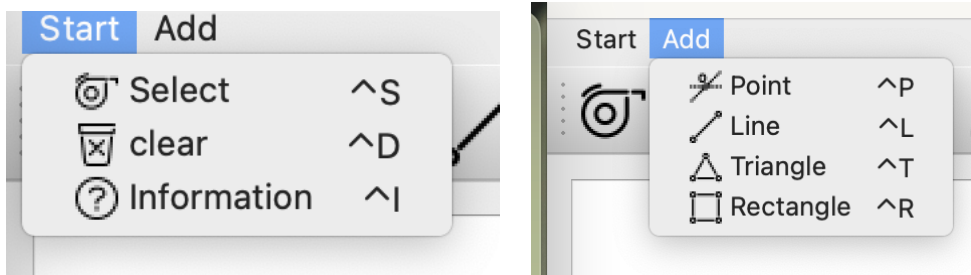 Start Add
Select ^S
clear ^D
Information ^I
Start Add
Point ^P
Line ^L
Triangle ^T
Rectangle ^R